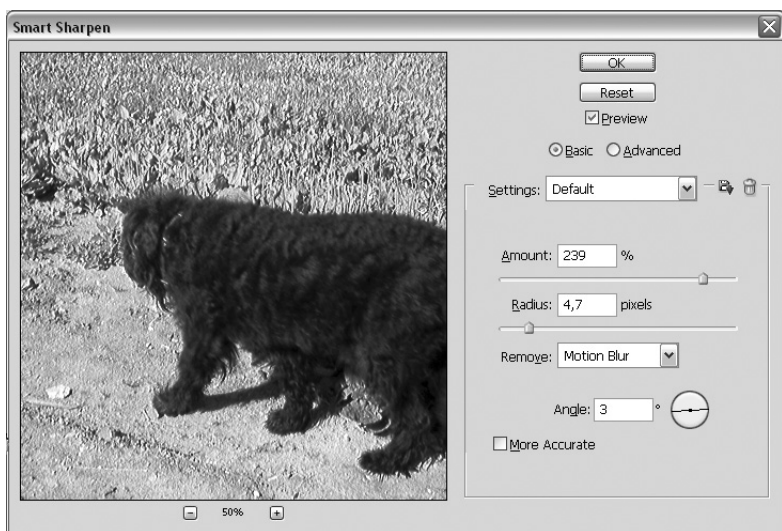 Smart Sharpen
OK
Reset
Preview
Basic Advanced
Settings: Default
Amount: 239 %
Radius: 4,7 pixels
Remove: Motion Blur
Angle: 3 °
More Accurate
50%